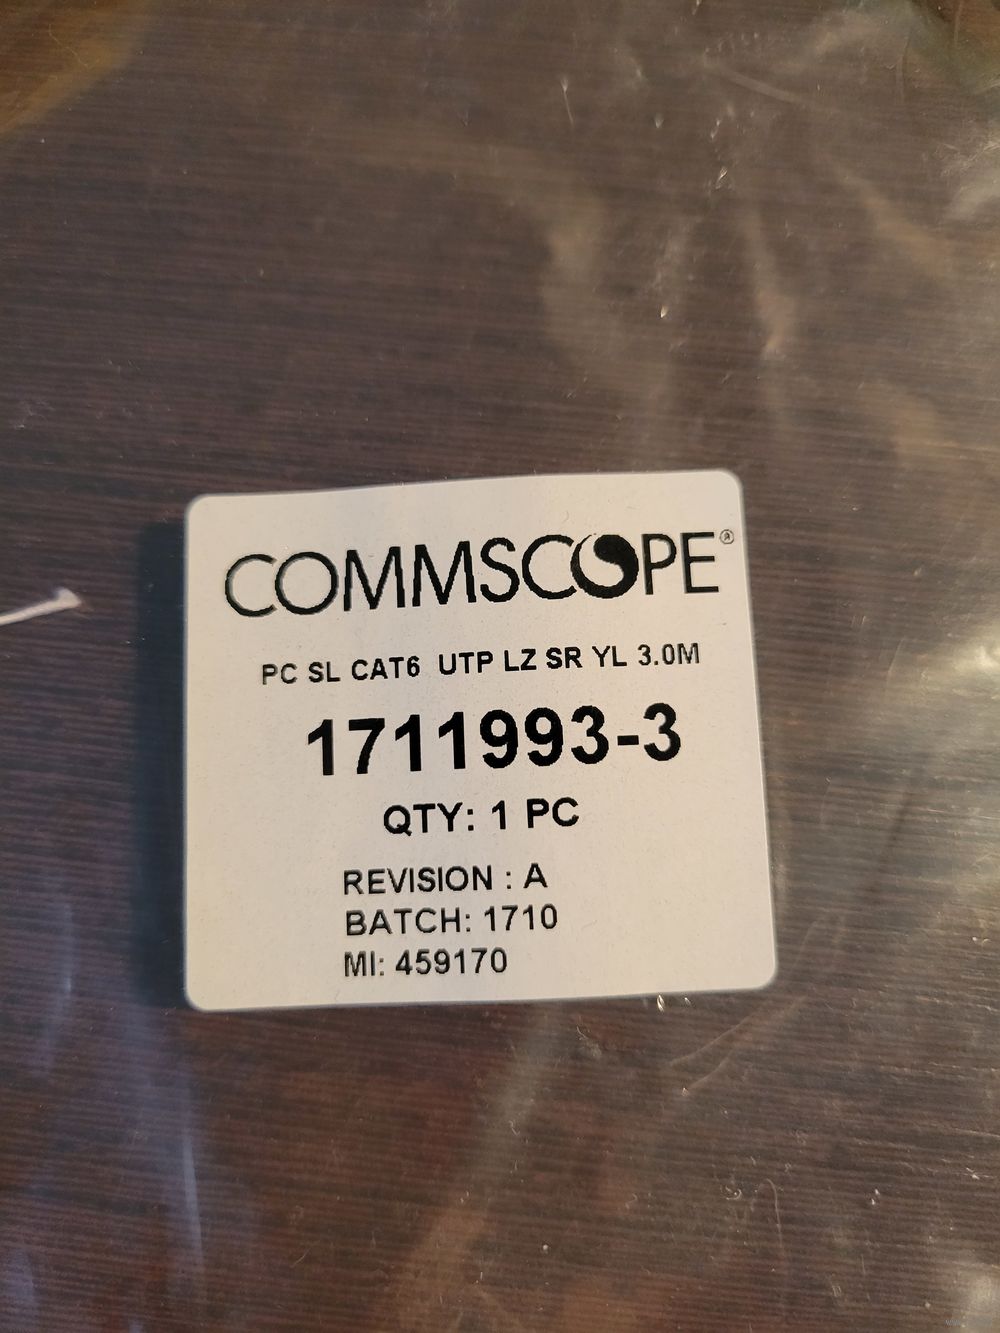 COMMSCOPE®
PC SL CAT6 UTP LZ SR YL 3.0M
1711993-3
QTY: 1 PC
REVISION : A
BATCH: 1710
MI: 459170